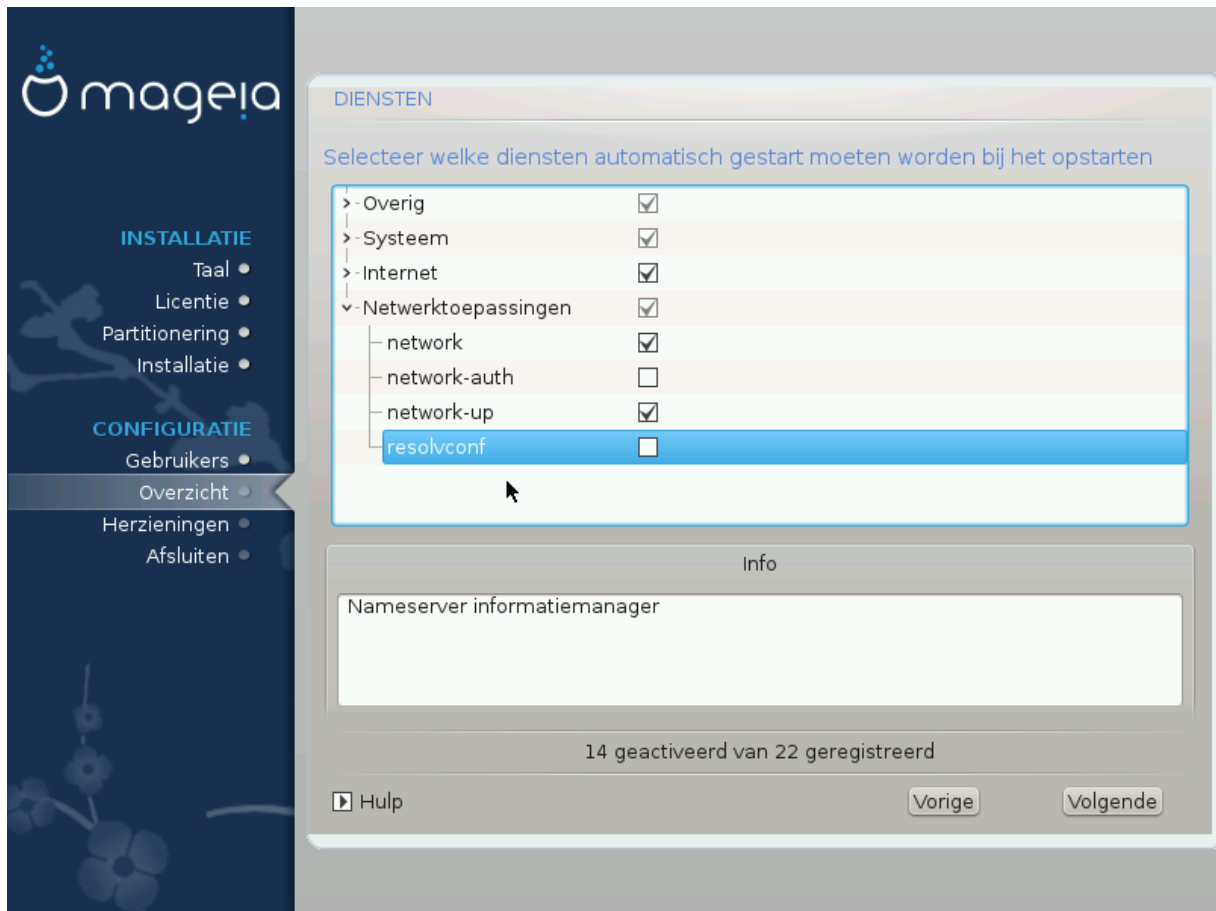 mageia
INSTALLATIE
Taal
Licentie
Partitionering
Installatie
CONFIGURATIE
Gebruikers
Overzicht
Herzieningen
Afsluiten
DIENSTEN
Selecteer welke diensten automatisch gestart moeten worden bij het opstarten
Overig
Systeem
Internet
Netwerktoepassingen
network
network-auth
network-up
resolvconf
Info
Nameserver informatiemanager
14 geactiveerd van 22 geregistreerd
Hulp
Vorige
Volgende